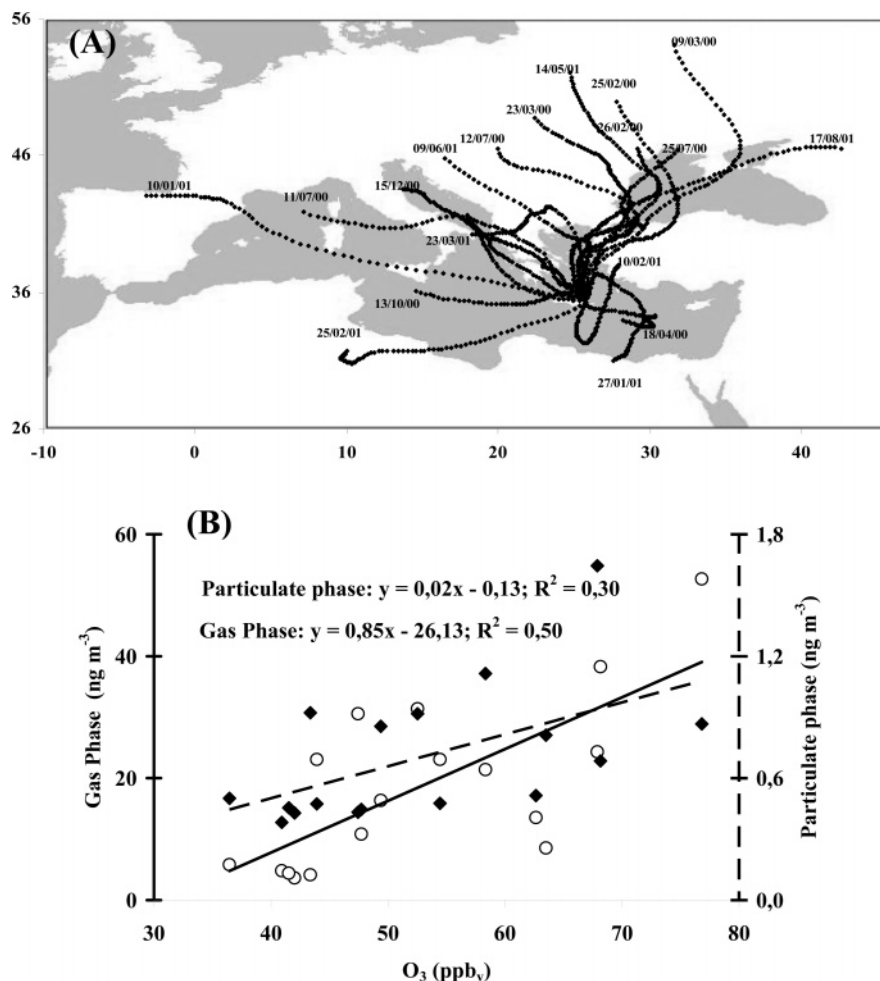 56
(A)
09/03/00
14/05/01
25/02/00
23/03/00
26/02/00
12/07/00
17/08/01
46
09/06/01
25/07/00
10/01/01
11/07/00
15/12/00
23/03/01
10/02/01
36
13/10/00
25/02/01
18/04/00
27/01/01
26
-10 0 10 20 30 40
(B)
60 1,8
Particulate phase: y = 0,02x - 0,13; R² = 0,30
Gas Phase: y = 0,85x - 26,13; R² = 0,50
40 1,2
20 0,6
0 0,0
Gas Phase (ng m⁻³)
Particulate phase (ng m⁻³)
30 40 50 60 70 80
O₃ (ppbᵥ)